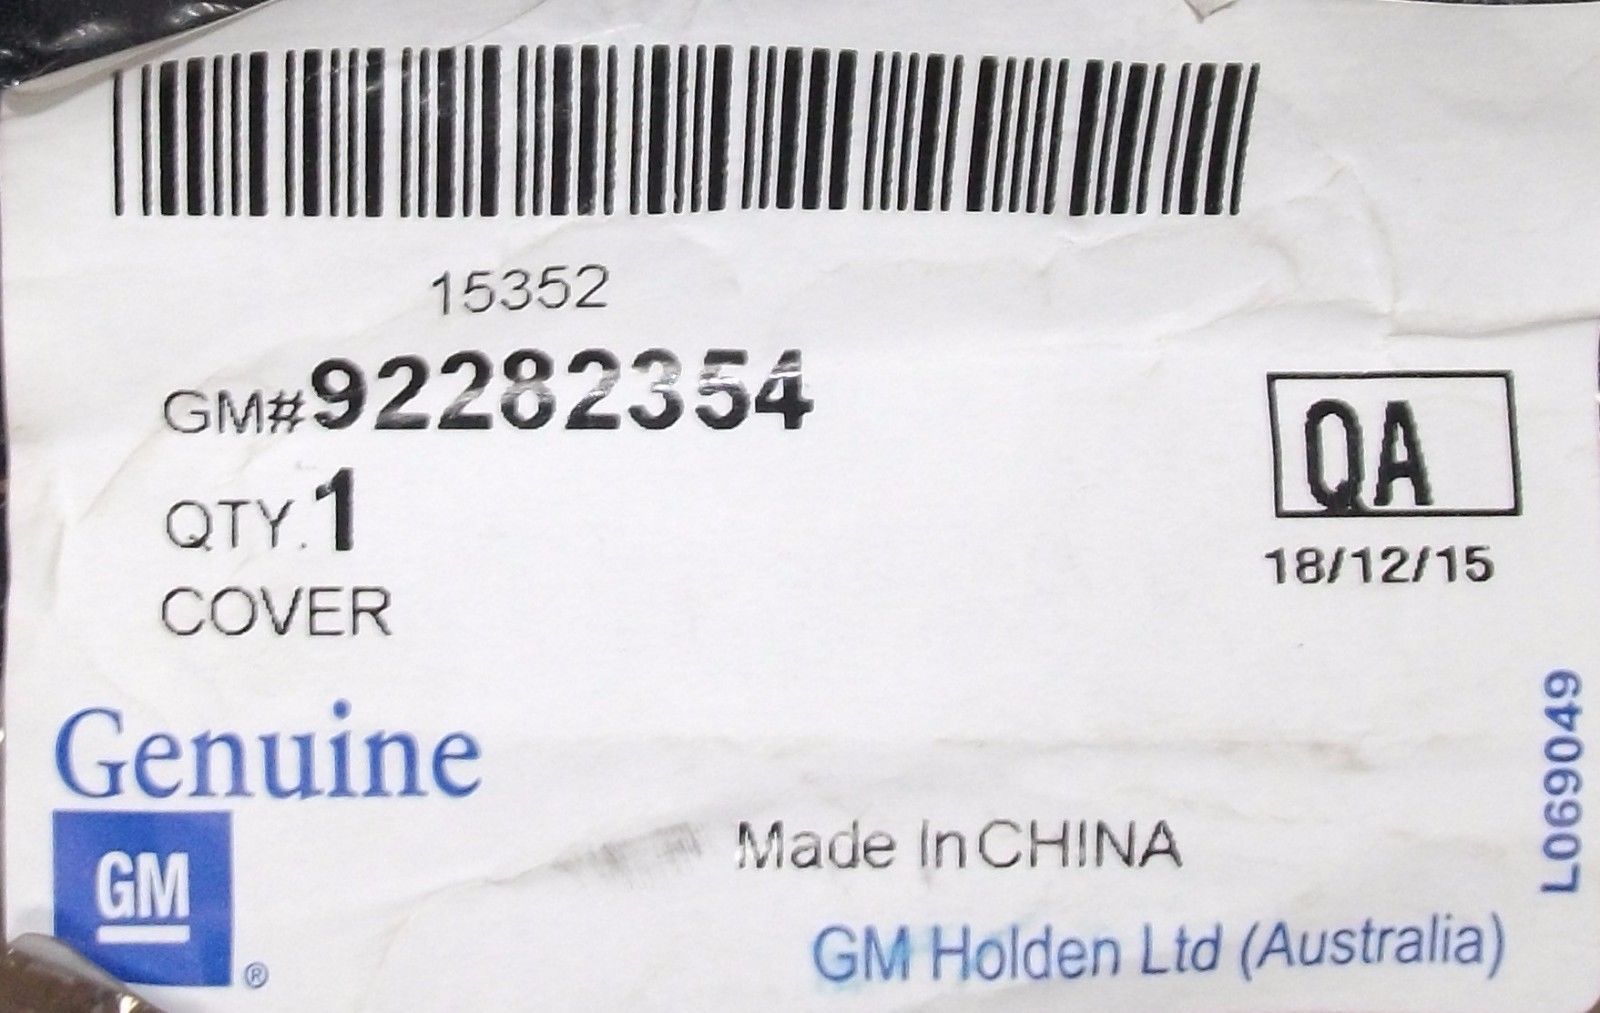 15352
GM#92282354
QTY.1
COVER
QA
18/12/15
Genuine
GM
®
Made In CHINA
GM Holden Ltd (Australia)
L069049